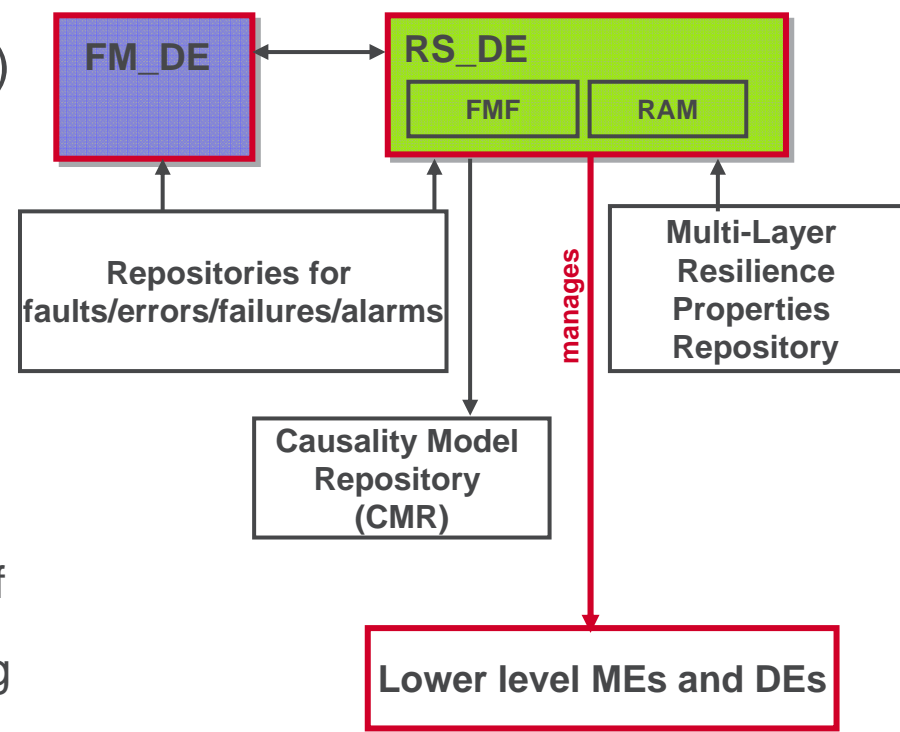 )
FM_DE
RS_DE
FMF
RAM
Repositories for
faults/errors/failures/alarms
manages
Multi-Layer
Resilience
Properties
Repository
Causality Model
Repository
(CMR)
f
g
Lower level MEs and DEs